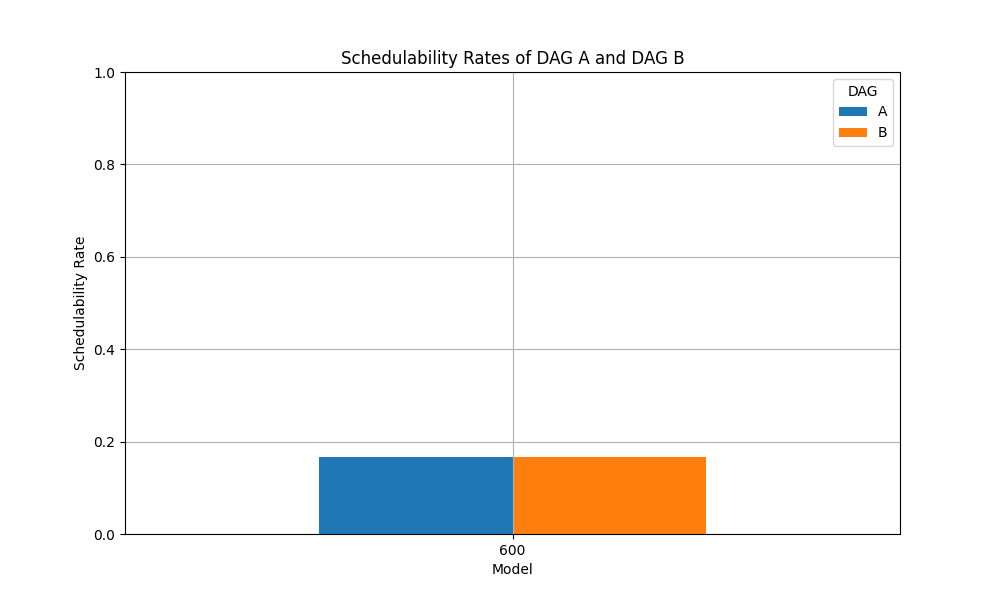 Schedulability Rates of DAG A and DAG B
1.0
0.8
0.6
0.4
0.2
0.0
Schedulability Rate
DAG
A
B
600
Model